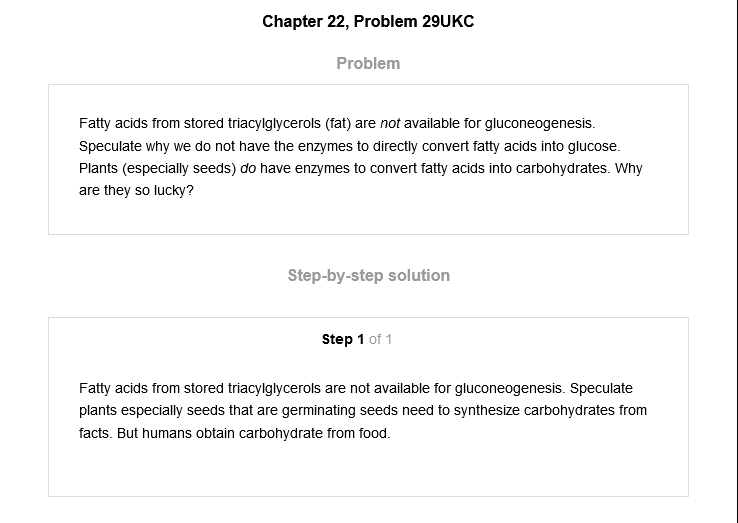 Chapter 22, Problem 29UKC
Problem
Fatty acids from stored triacylglycerols (fat) are not available for gluconeogenesis.
Speculate why we do not have the enzymes to directly convert fatty acids into glucose.
Plants (especially seeds) do have enzymes to convert fatty acids into carbohydrates. Why
are they so lucky?
Step-by-step solution
Step 1 of 1
Fatty acids from stored triacylglycerols are not available for gluconeogenesis. Speculate
plants especially seeds that are germinating seeds need to synthesize carbohydrates from
facts. But humans obtain carbohydrate from food.